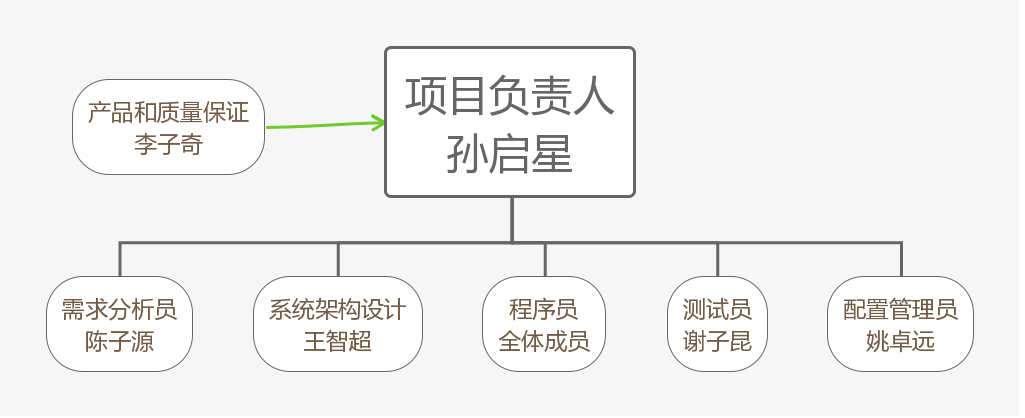 项目负责人
孙启星
产品和质量保证
李子奇
需求分析员
陈子源
系统架构设计
王智超
程序员
全体成员
测试员
谢子昆
配置管理员
姚卓远